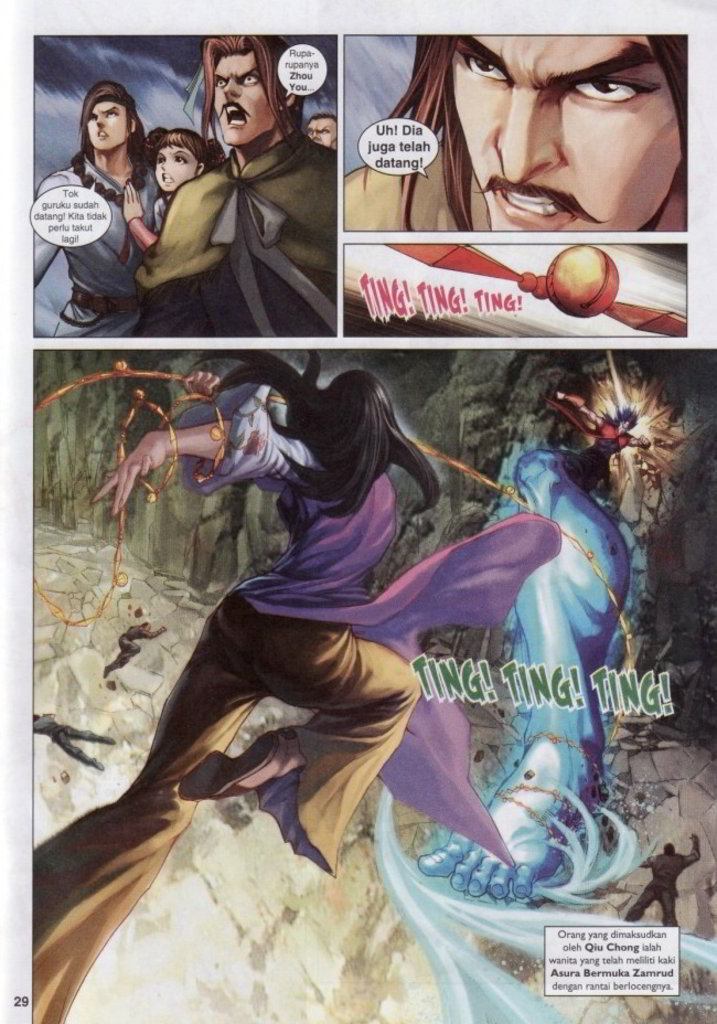 Rupa-
rupanya
Zhou
You...
Tok
guruku sudah
datang! Kita tidak
perlu takut
lagi!
Uh! Dia
juga telah
datang!
TING! TING! TING!
TING! TING! TING!
Orang yang dimaksudkan
oleh Qiu Chong ialah
wanita yang telah meliliti kaki
Asura Bermuka Zamrud
dengan rantai berlocengnya.
29